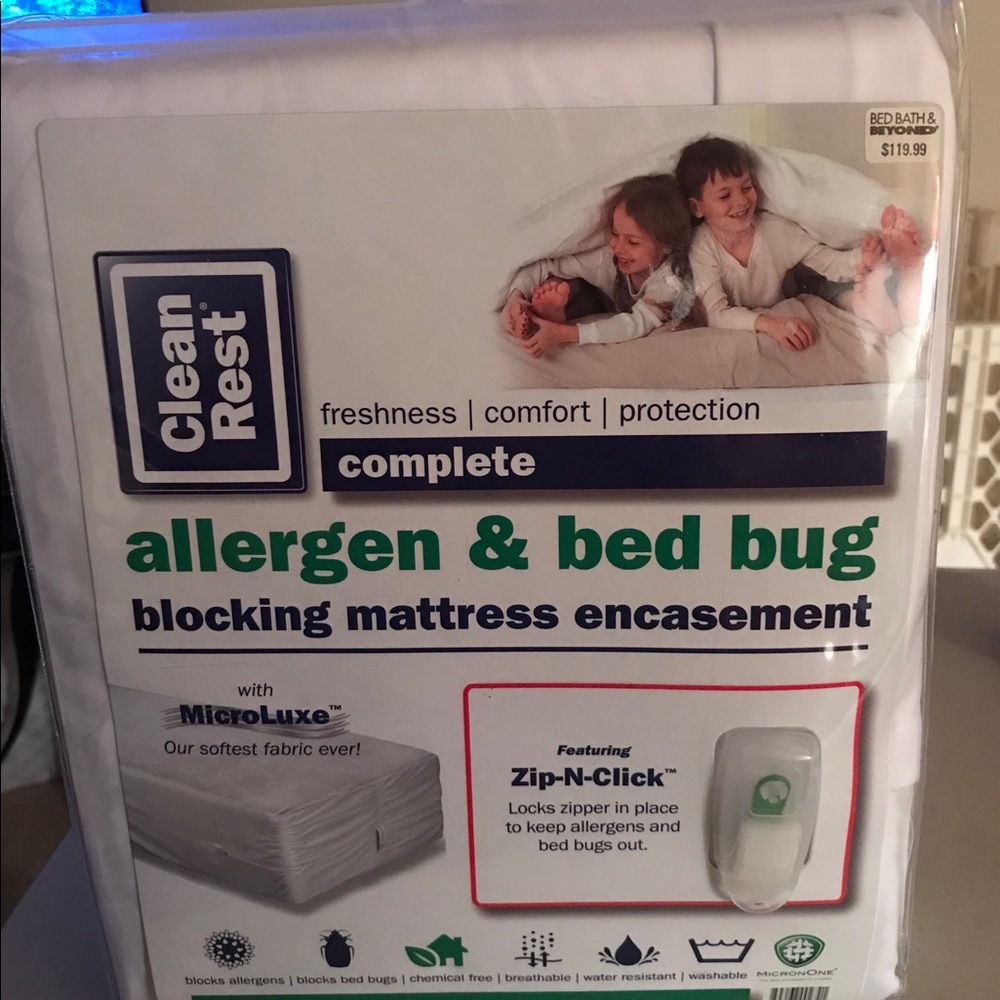 BED BATH &
BEYOND
$119.99
Clean
Rest®
freshness | comfort | protection
complete
allergen & bed bug
blocking mattress encasement
with
MicroLuxe™
Our softest fabric ever!
Featuring
Zip-N-Click™
Locks zipper in place
to keep allergens and
bed bugs out.
blocks allergens | blocks bed bugs | chemical free | breathable | water resistant | washable
MICRONONE®